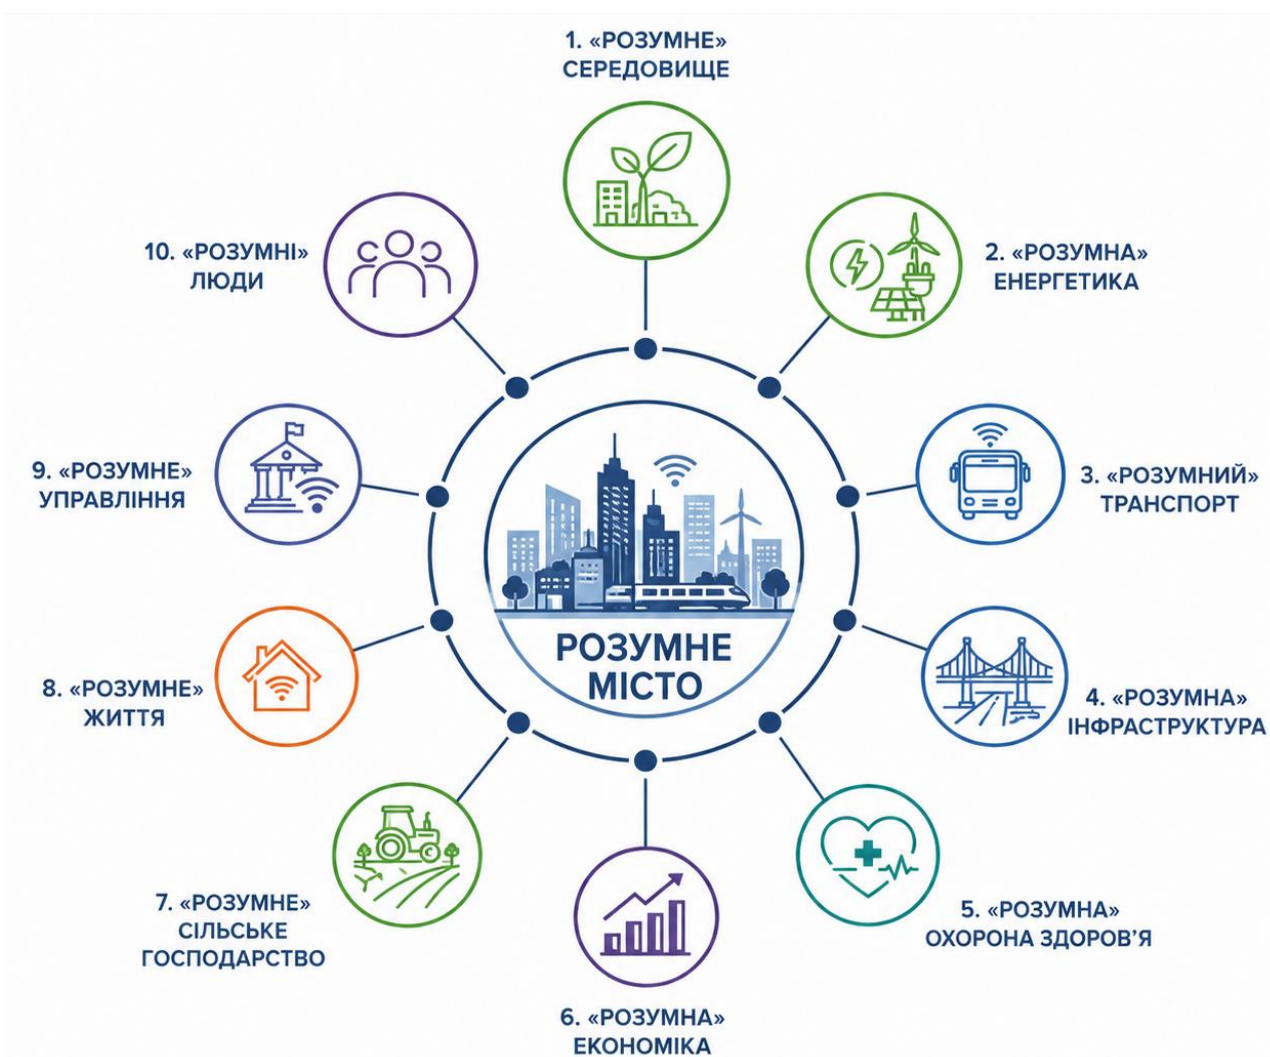 1. «РОЗУМНЕ»
СЕРЕДОВИЩЕ
2. «РОЗУМНА»
ЕНЕРГЕТИКА
3. «РОЗУМНИЙ»
ТРАНСПОРТ
4. «РОЗУМНА»
ІНФРАСТРУКТУРА
5. «РОЗУМНА»
ОХОРОНА ЗДОРОВ’Я
6. «РОЗУМНА»
ЕКОНОМІКА
7. «РОЗУМНЕ»
СІЛЬСЬКЕ
ГОСПОДАРСТВО
8. «РОЗУМНЕ»
ЖИТТЯ
9. «РОЗУМНЕ»
УПРАВЛІННЯ
10. «РОЗУМНІ»
ЛЮДИ
РОЗУМНЕ
МІСТО